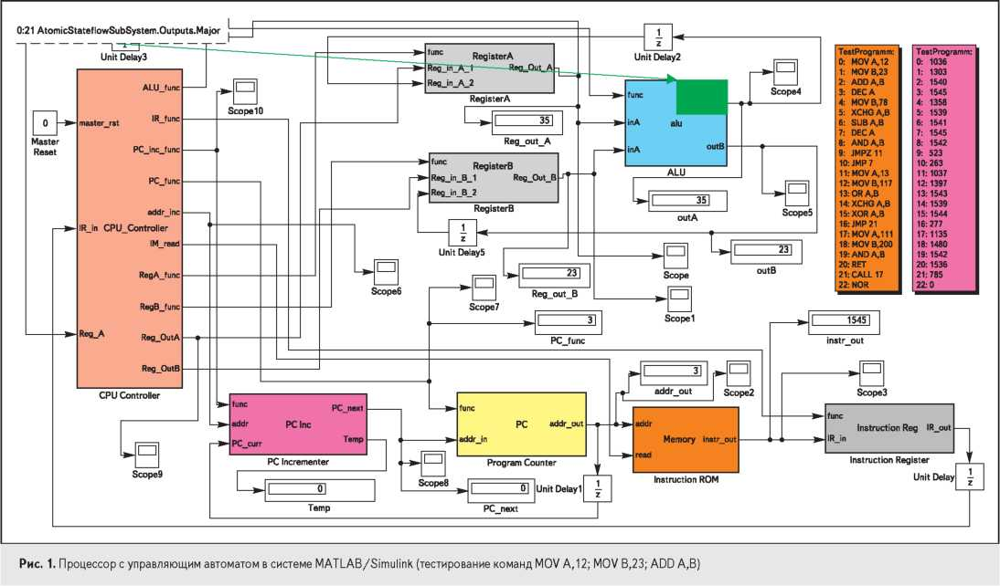 0:21 AtomicStateflowSubSystem.Outputs.Major
Unit Delay3
ALU_func
IR_func
PC_inc_func
PC_func
addr_inc
IM_read
RegA_func
RegB_func
Reg_OutA
Reg_OutB
master_rst
IR_in
CPU_Controller
Reg_A
CPU Controller
0
Master
Reset
Scope10
func
Reg_in_A_1
Reg_in_A_2
RegisterA
Reg_Out_A
RegisterA
35
Reg_out_A
func
Reg_in_B_1
Reg_in_B_2
RegisterB
Reg_Out_B
RegisterB
1
z
Unit Delay5
1
z
Unit Delay2
func
inA
inA
alu
outB
ALU
Scope4
35
outA
Scope5
23
outB
Scope
Scope1
23
Reg_out_B
Scope6
Scope7
3
PC_func
TestProgramm:
0: MOV A,12
1: MOV B,23
2: ADD A,B
3: DEC A
4: MOV B,78
5: XCHG A,B
6: SUB A,B
7: DEC A
8: AND A,B
9: JMPZ 11
10: JMP 7
11: MOV A,13
12: MOV B,117
13: OR A,B
14: XCHG A,B
15: XOR A,B
16: JMP 21
17: MOV A,111
18: MOV B,200
19: AND A,B
20: RET
21: CALL 17
22: NOR
TestProgramm:
0: 1036
1: 1303
2: 1540
3: 1545
4: 1358
5: 1539
6: 1541
7: 1545
8: 1542
9: 523
10: 263
11: 1037
12: 1397
13: 1543
14: 1539
15: 1544
16: 277
17: 1135
18: 1480
19: 1542
20: 1536
21: 785
22: 0
1545
instr_out
3
addr_out
Scope2
Scope3
func
addr
PC_curr
PC Inc
PC_next
Temp
PC Incrementer
Scope9
0
Temp
Scope8
0
PC_next
func
addr_in
PC
addr_out
Program Counter
Unit Delay1
1
z
addr
read
Memory
instr_out
Instruction ROM
func
IR_in
Instruction Reg
IR_out
Instruction Register
Unit Delay
1
z
Рис. 1. Процессор с управляющим автоматом в системе MATLAB/Simulink (тестирование команд MOV A,12; MOV B,23; ADD A,B)